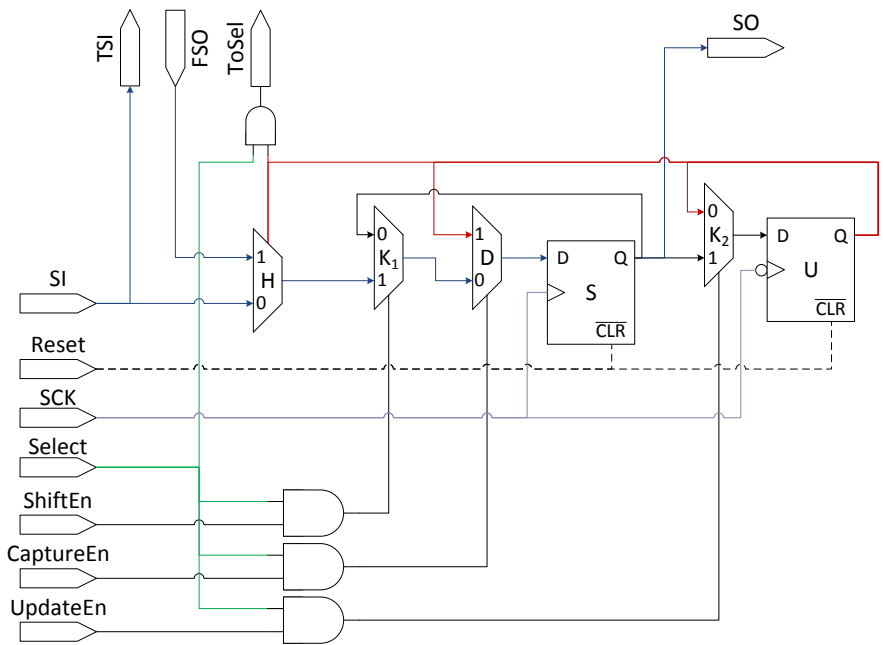 TSI
FSO
ToSel
SO
SI
Reset
SCK
Select
ShiftEn
CaptureEn
UpdateEn
1
H
0
0
K1
1
1
D
0
D
Q
S
CLR
0
K2
1
D
Q
U
CLR